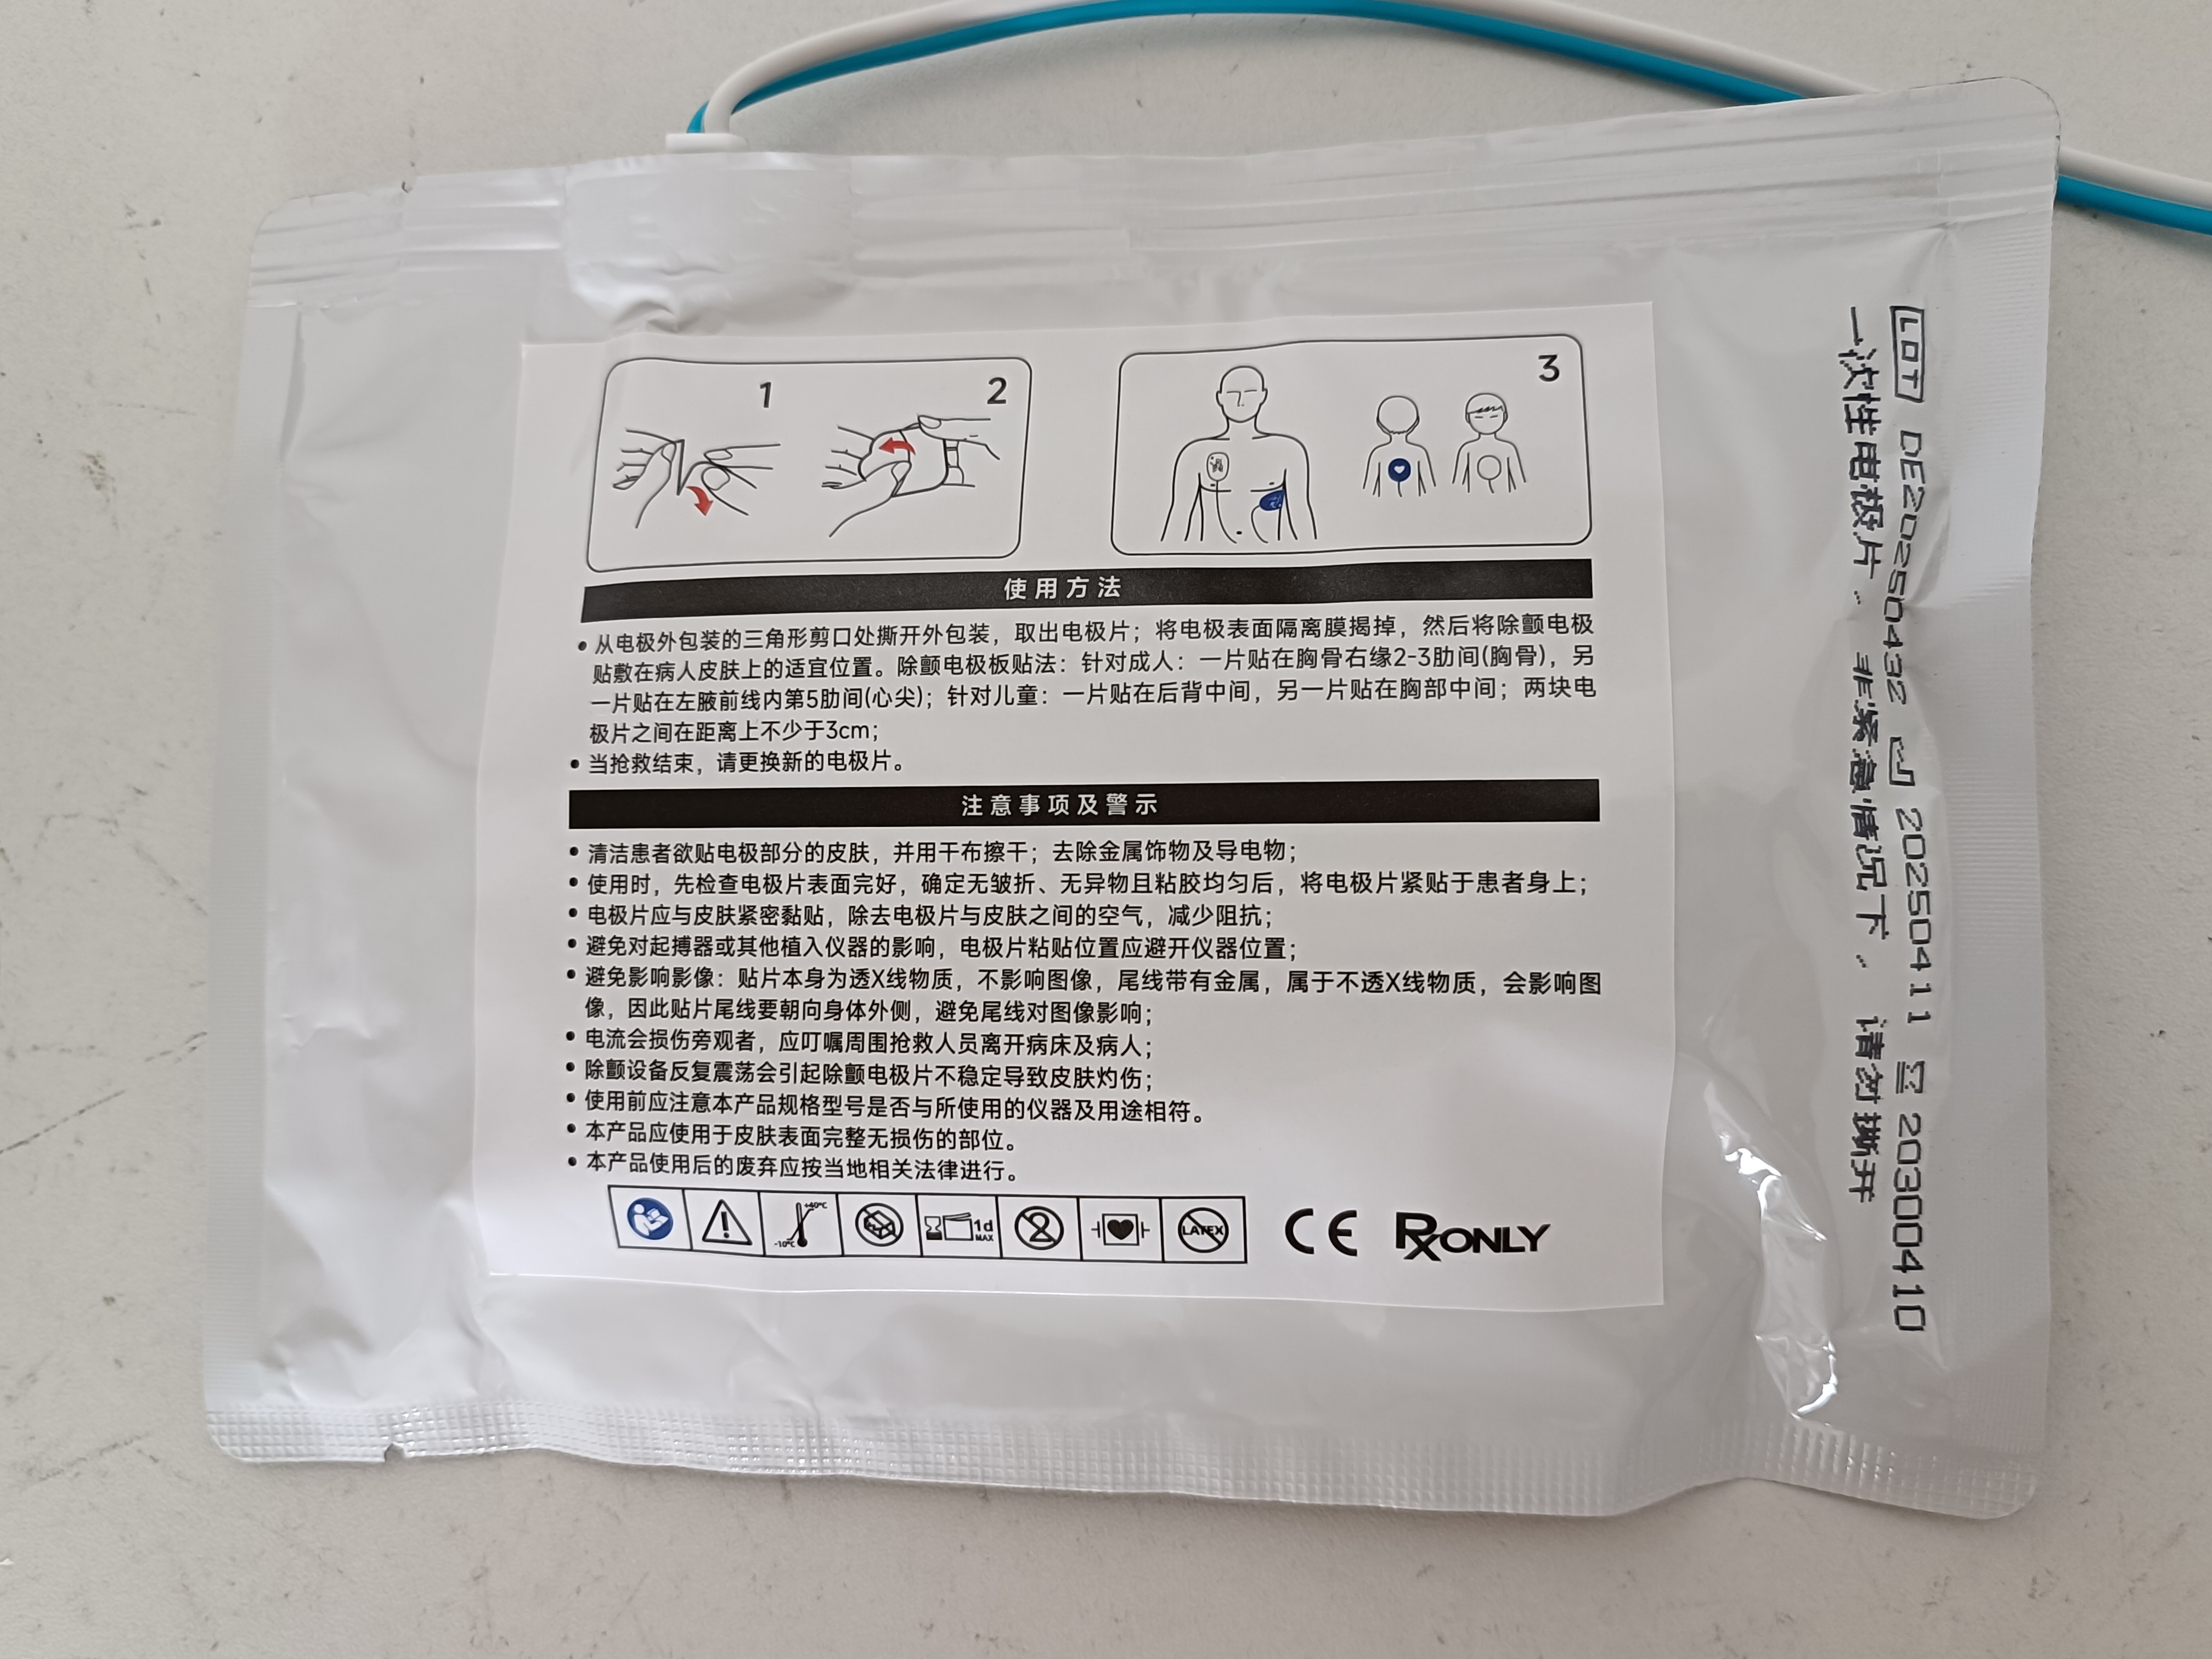 1
2
3
使用方法
• 从电极外包装的三角形剪口处撕开外包装，取出电极片；将电极表面隔离膜揭掉，然后将除颤电极
贴敷在病人皮肤上的适宜位置。除颤电极板贴法：针对成人：一片贴在胸骨右缘2-3肋间(胸骨)，另
一片贴在左腋前线内第5肋间(心尖)；针对儿童：一片贴在后背中间，另一片贴在胸部中间；两块电
极片之间在距离上不少于3cm；
• 当抢救结束，请更换新的电极片。
注意事项及警示
• 清洁患者欲贴电极部分的皮肤，并用干布擦干；去除金属饰物及导电物；
• 使用时，先检查电极片表面完好，确定无皱折、无异物且粘胶均匀后，将电极片紧贴于患者身上；
• 电极片应与皮肤紧密黏贴，除去电极片与皮肤之间的空气，减少阻抗；
• 避免对起搏器或其他植入仪器的影响，电极片粘贴位置应避开仪器位置；
• 避免影响影像：贴片本身为透X线物质，不影响图像，尾线带有金属，属于不透X线物质，会影响图
像，因此贴片尾线要朝向身体外侧，避免尾线对图像影响；
• 电流会损伤旁观者，应叮嘱周围抢救人员离开病床及病人；
• 除颤设备反复震荡会引起除颤电极片不稳定导致皮肤灼伤；
• 使用前应注意本产品规格型号是否与所使用的仪器及用途相符。
• 本产品应使用于皮肤表面完整无损伤的部位。
• 本产品使用后的废弃应按当地相关法律进行。
-10℃ +40℃ 2 1d MAX LATEX CE RX ONLY
LOT DE20250432 20250411 20300410
一次性电极片。非紧急情况下，请勿撕开